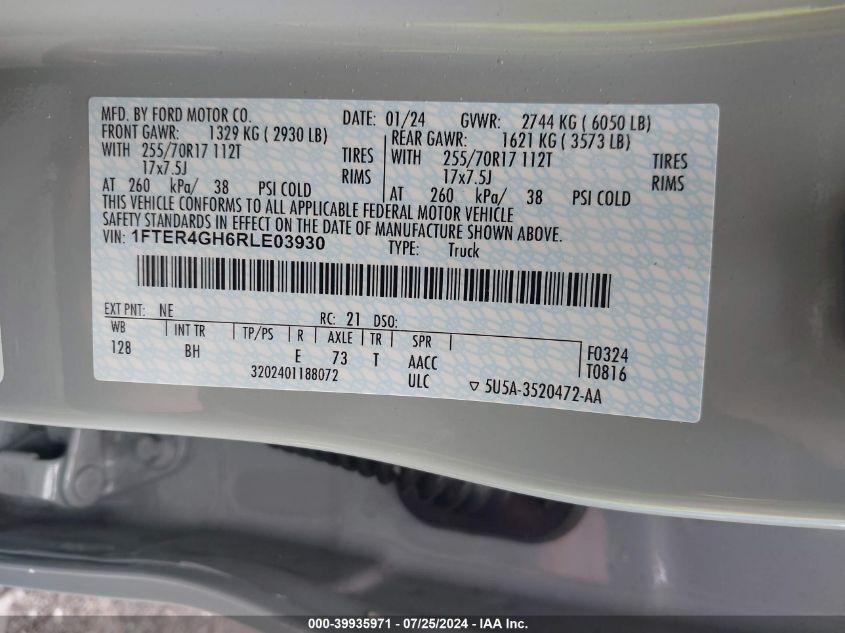 MFD. BY FORD MOTOR CO. DATE: 01/24 GVWR: 2744 KG ( 6050 LB)
FRONT GAWR: 1329 KG ( 2930 LB) REAR GAWR: 1621 KG ( 3573 LB)
WITH 255/70R17 112T TIRES WITH 255/70R17 112T TIRES
17x7.5J RIMS 17x7.5J RIMS
AT 260 kPa/ 38 PSI COLD AT 260 kPa/ 38 PSI COLD
THIS VEHICLE CONFORMS TO ALL APPLICABLE FEDERAL MOTOR VEHICLE
SAFETY STANDARDS IN EFFECT ON THE DATE OF MANUFACTURE SHOWN ABOVE.
VIN: 1FTER4GH6RLE03930 TYPE: Truck
EXT PNT: NE RC: 21 DSO:
WB INT TR TP/PS R AXLE TR SPR F0324
128 BH E 73 T AACC T0816
3202401188072 ULC 5U5A-3520472-AA
000-39935971 / 07/25/2024 - IAA Inc.